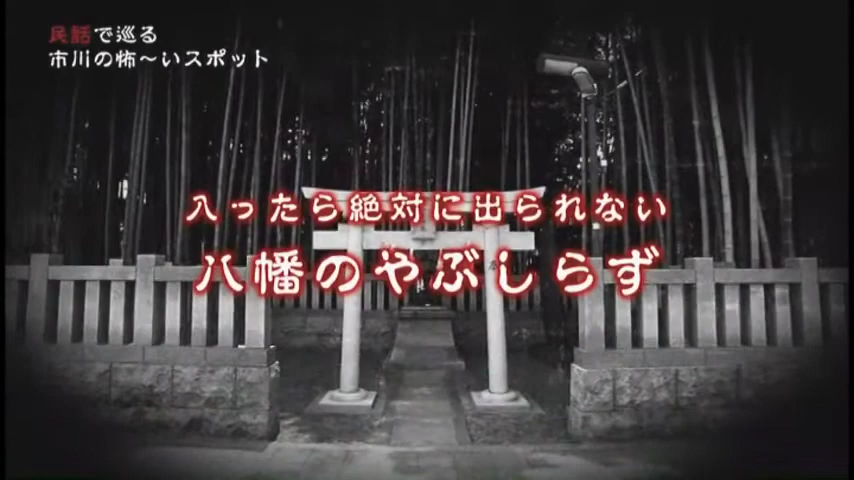 民話で巡る
市川の怖～いスポット
入ったら絶対に出られない
八幡のやぶしらず